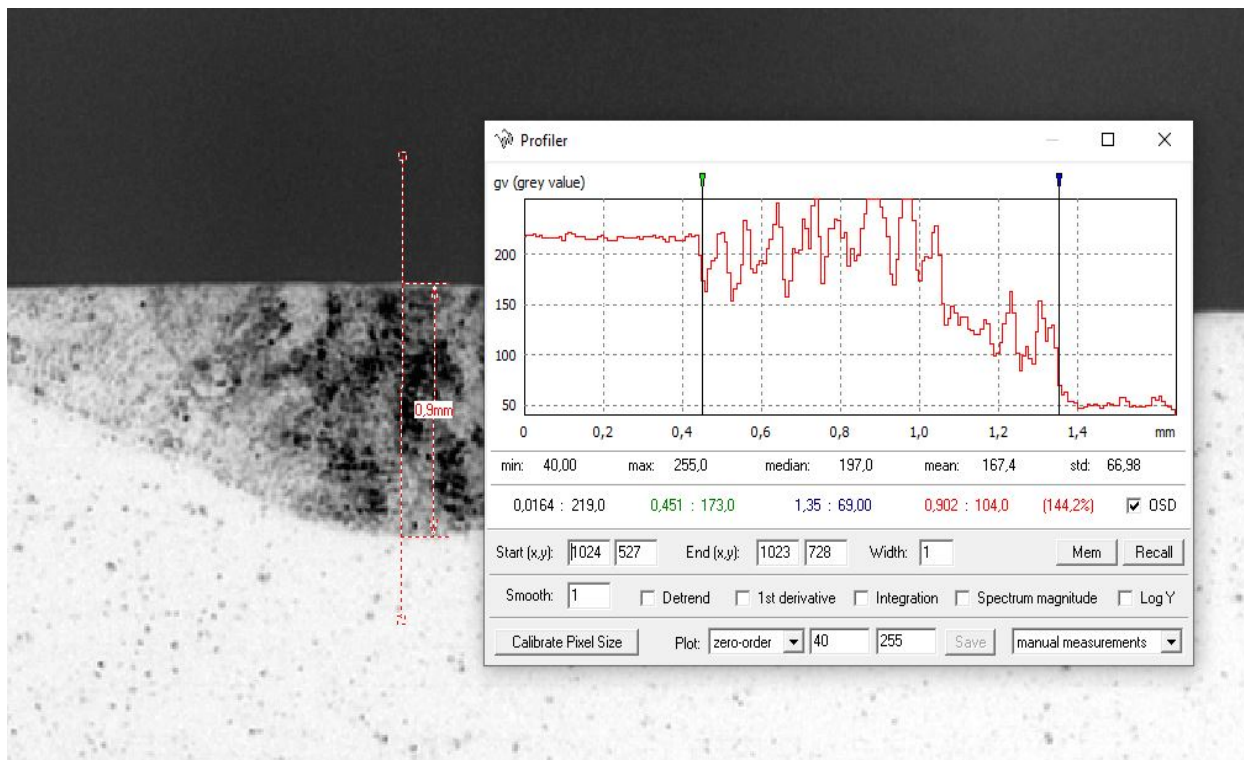 Profiler
gv (grey value)
200
150
100
50
0 0,2 0,4 0,6 0,8 1,0 1,2 1,4 mm
min: 40,00 max: 255,0 median: 197,0 mean: 167,4 std: 66,98
0,0164 : 219,0 0,451 : 173,0 1,35 : 69,00 0,902 : 104,0 (144,2%) OSD
0,9mm
Start (x,y): 1024 527 End (x,y): 1023 728 Width: 1 Mem Recall
Smooth: 1 Detrend 1st derivative Integration Spectrum magnitude Log Y
Calibrate Pixel Size Plot: zero-order 40 255 Save manual measurements